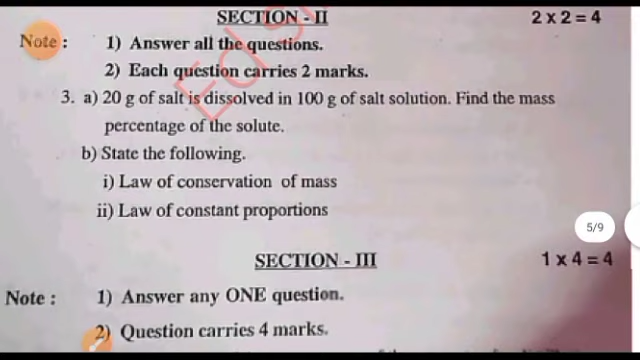 SECTION - II 2 x 2 = 4
Note : 1) Answer all the questions.
2) Each question carries 2 marks.
3. a) 20 g of salt is dissolved in 100 g of salt solution. Find the mass
percentage of the solute.
b) State the following.
i) Law of conservation of mass
ii) Law of constant proportions
5/9
SECTION - III 1 x 4 = 4
Note : 1) Answer any ONE question.
2) Question carries 4 marks.